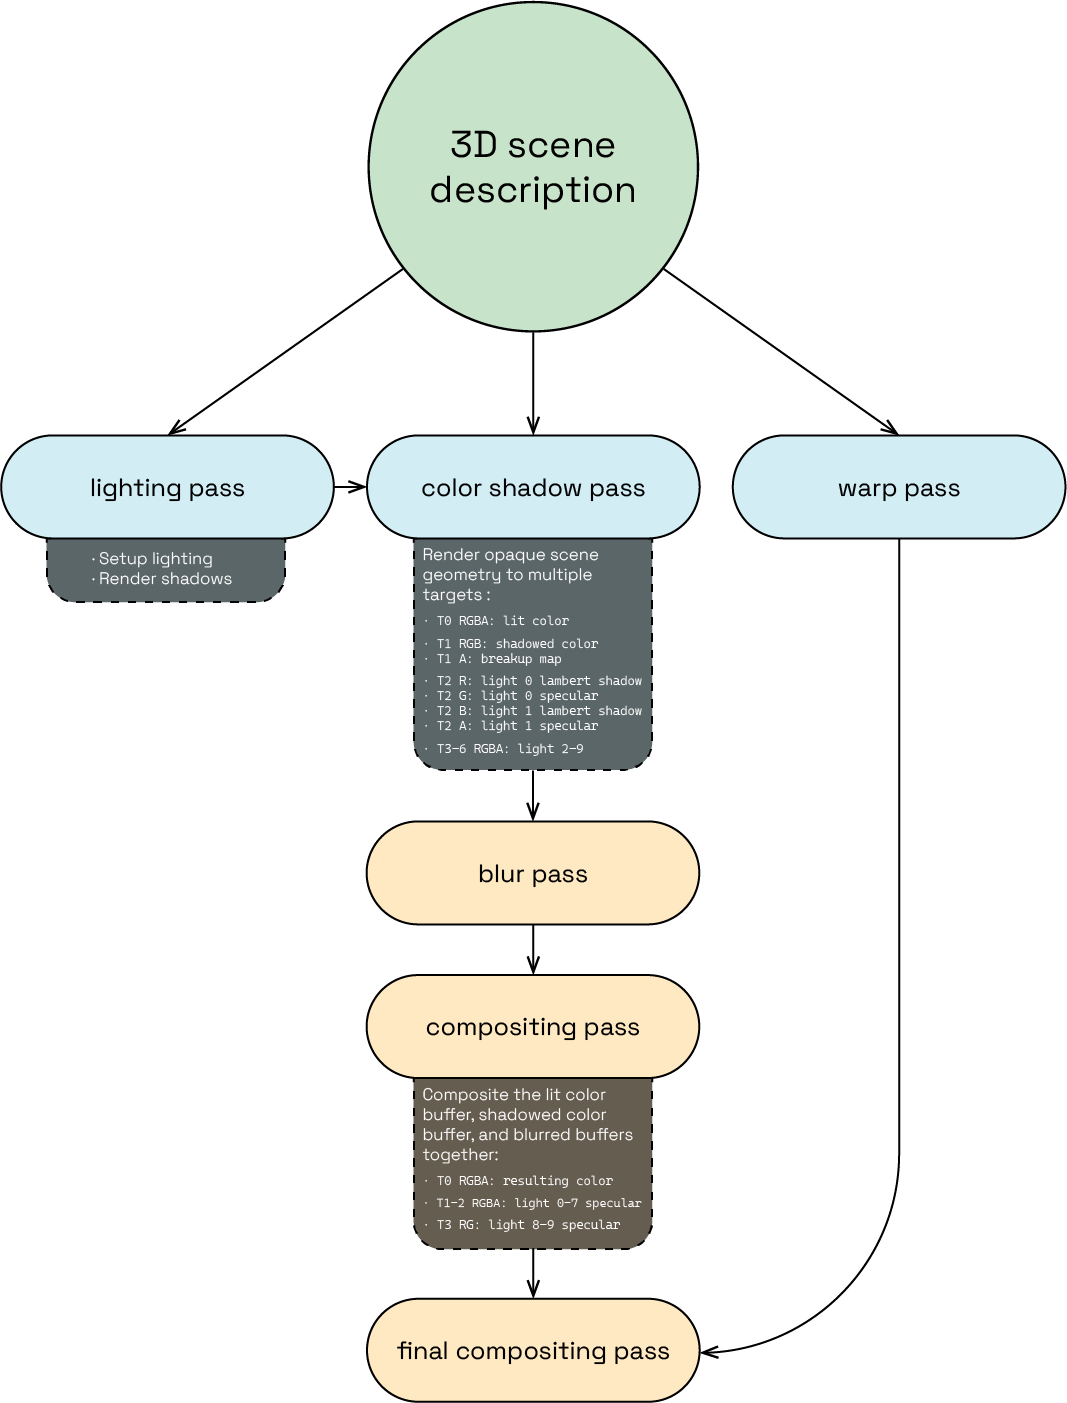 3D scene
description
lighting pass
color shadow pass
warp pass
· Setup lighting
· Render shadows
Render opaque scene
geometry to multiple
targets :
· T0 RGBA: lit color
· T1 RGB: shadowed color
· T1 A: breakup map
· T2 R: light 0 lambert shadow
· T2 G: light 0 specular
· T2 B: light 1 lambert shadow
· T2 A: light 1 specular
· T3-6 RGBA: light 2-9
blur pass
compositing pass
Composite the lit color
buffer, shadowed color
buffer, and blurred buffers
together:
· T0 RGBA: resulting color
· T1-2 RGBA: light 0-7 specular
· T3 RG: light 8-9 specular
final compositing pass